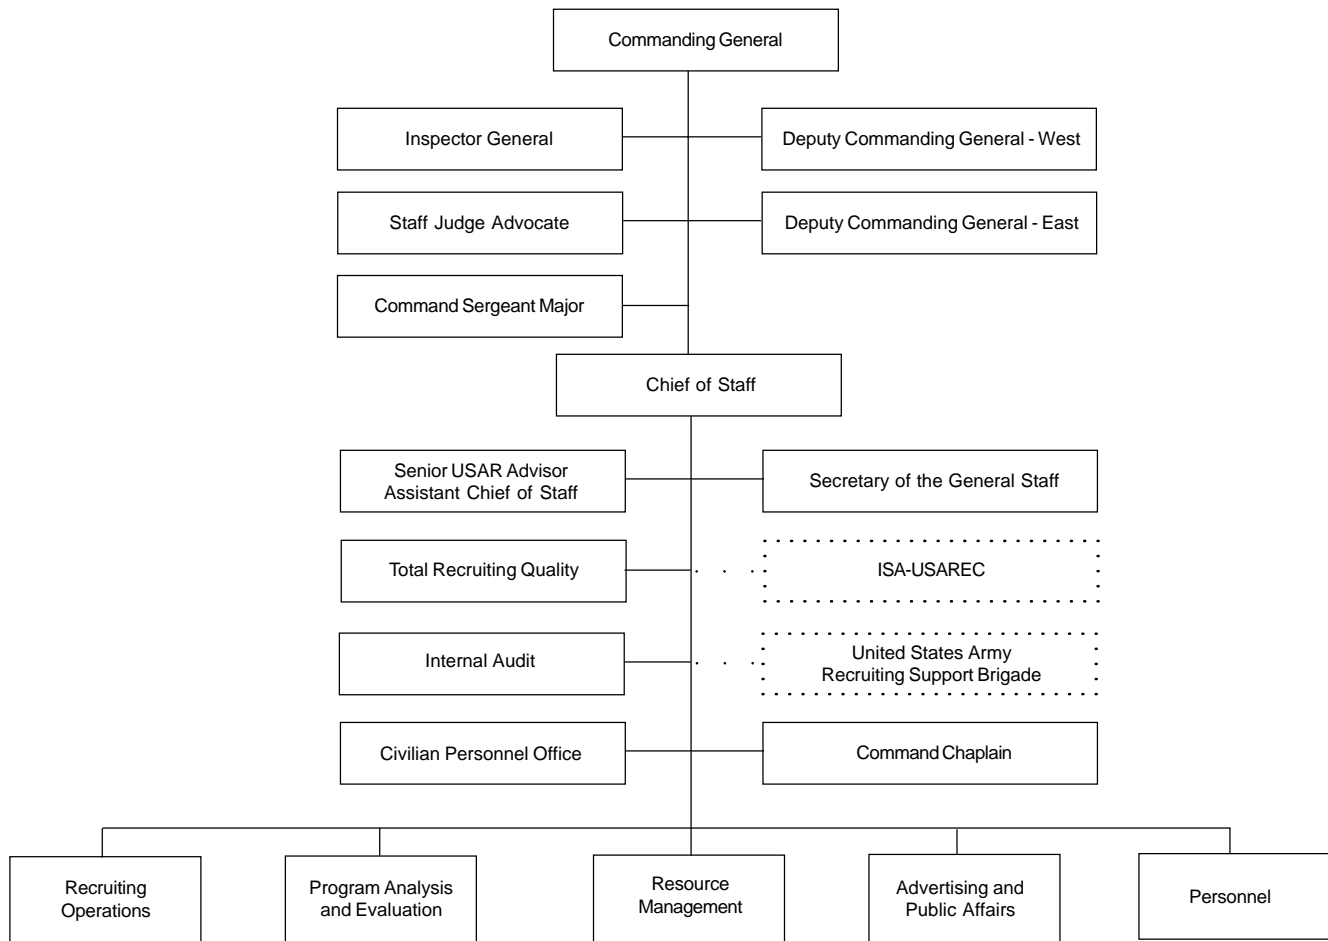 Commanding General
Inspector General
Deputy Commanding General - West
Staff Judge Advocate
Deputy Commanding General - East
Command Sergeant Major
Chief of Staff
Senior USAR Advisor
Assistant Chief of Staff
Secretary of the General Staff
Total Recruiting Quality
ISA-USAREC
Internal Audit
United States Army
Recruiting Support Brigade
Civilian Personnel Office
Command Chaplain
Recruiting
Operations
Program Analysis
and Evaluation
Resource
Management
Advertising and
Public Affairs
Personnel